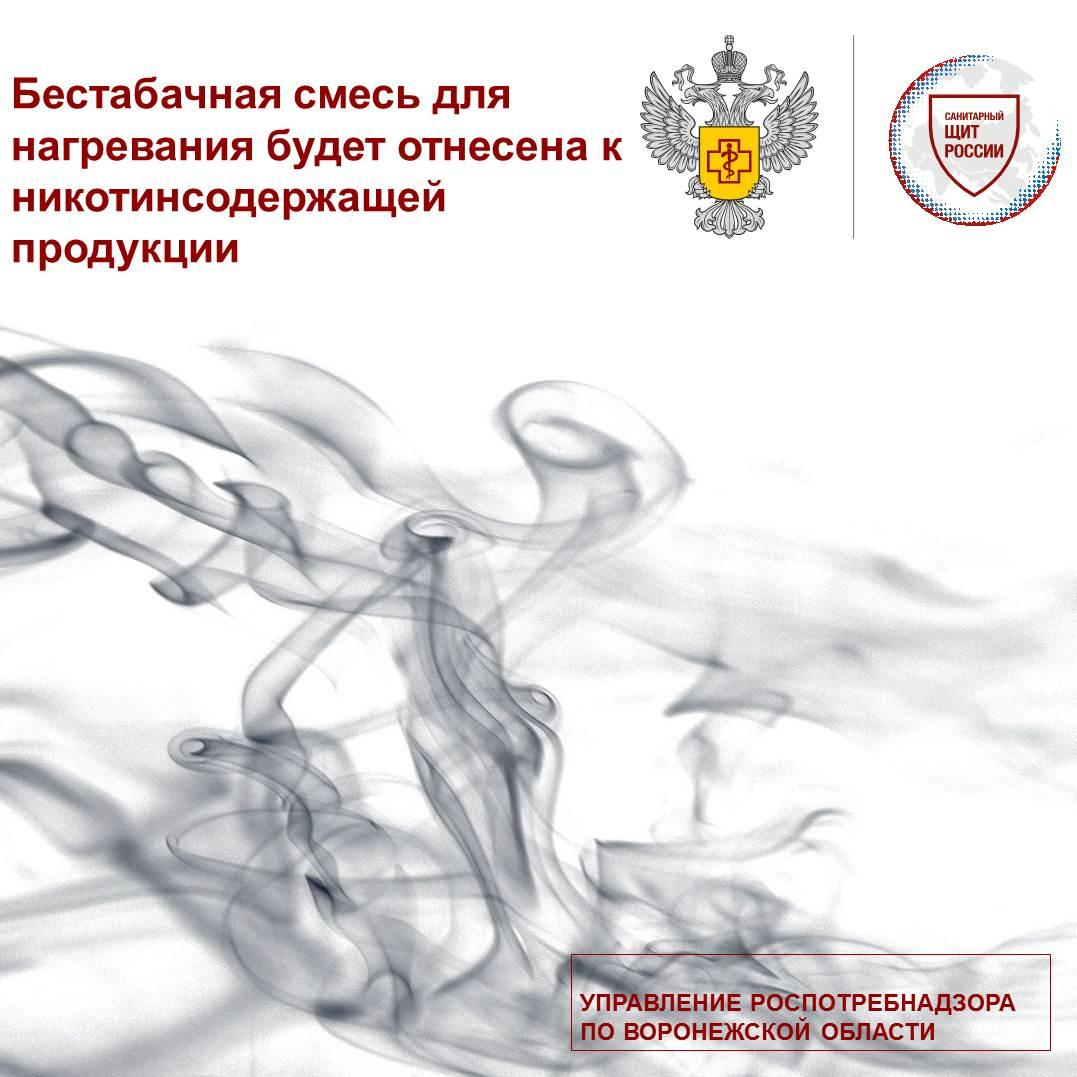 Бестабачная смесь для
нагревания будет отнесена к
никотинсодержащей
продукции
САНИТАРНЫЙ
ЩИТ
РОССИИ
УПРАВЛЕНИЕ РОСПОТРЕБНАДЗОРА
ПО ВОРОНЕЖСКОЙ ОБЛАСТИ